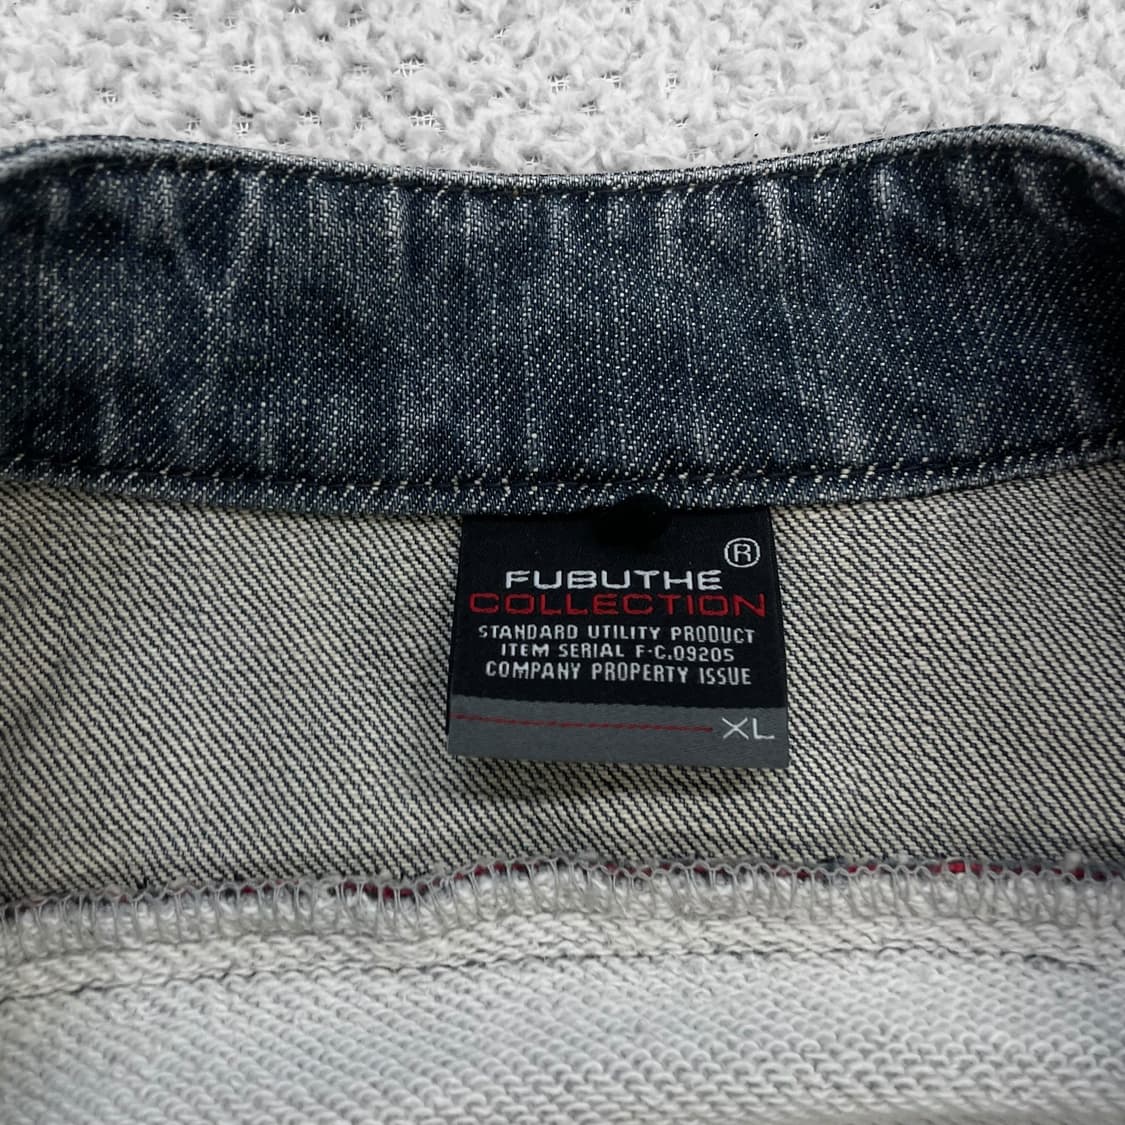 ®
FUBUTHE
COLLECTION
STANDARD UTILITY PRODUCT
ITEM SERIAL F-C.09205
COMPANY PROPERTY ISSUE
XL